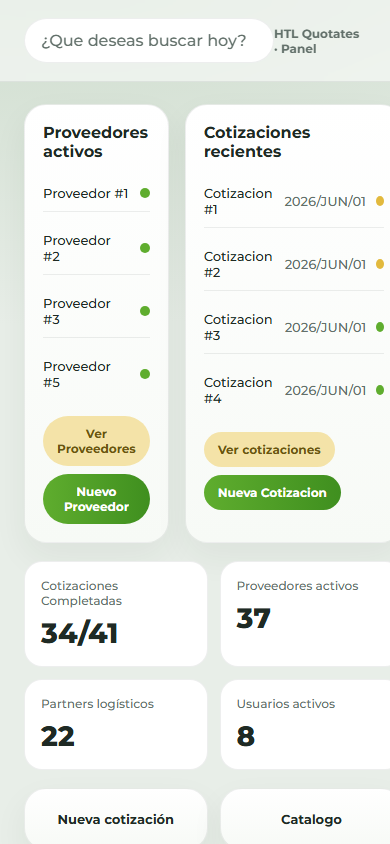 ¿Que deseas buscar hoy?
HTL Quotates
· Panel
Proveedores
activos
Proveedor #1
Proveedor
#2
Proveedor
#3
Proveedor
#5
Ver
Proveedores
Nuevo
Proveedor
Cotizaciones
recientes
Cotizacion
#1
2026/JUN/01
Cotizacion
#2
2026/JUN/01
Cotizacion
#3
2026/JUN/01
Cotizacion
#4
2026/JUN/01
Ver cotizaciones
Nueva Cotizacion
Cotizaciones
Completadas
34/41
Proveedores activos
37
Partners logísticos
22
Usuarios activos
8
Nueva cotización
Catalogo